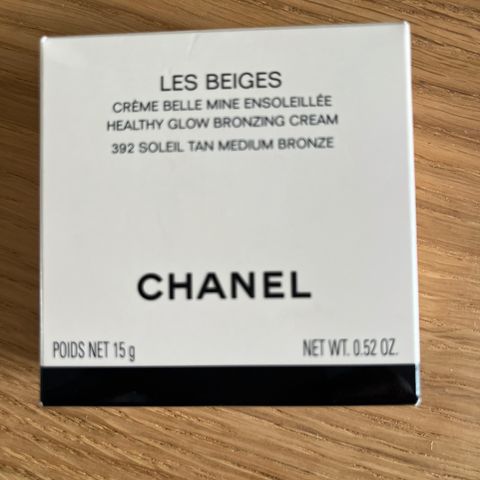 LES BEIGES
CRÈME BELLE MINE ENSOLEILLÉE
HEALTHY GLOW BRONZING CREAM
392 SOLEIL TAN MEDIUM BRONZE
CHANEL
POIDS NET 15 g NET WT. 0.52 OZ.